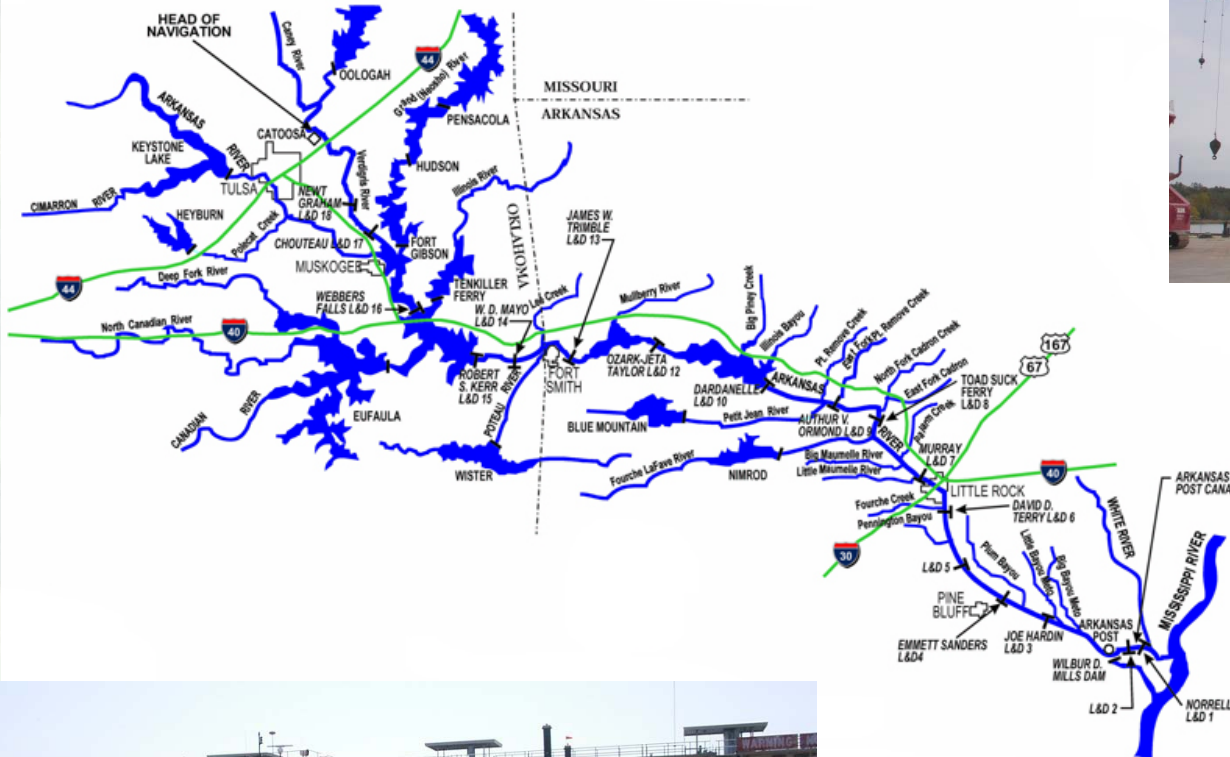 HEAD OF
NAVIGATION
Caney River
OOLOGAH
44
Grand (Neosho) River
MISSOURI
ARKANSAS
ARKANSAS
RIVER
CATOOSA
PENSACOLA
KEYSTONE
LAKE
TULSA
Verdigris River
HUDSON
Illinois River
CIMARRON RIVER
NEWT
GRAHAM
L&D 18
HEYBURN
Polecat Creek
CHOUTEAU L&D 17
FORT
GIBSON
OKLAHOMA
JAMES W.
TRIMBLE
L&D 13
MUSKOGEE
Deep Fork River
44
TENKILLER
FERRY
WEBBERS
FALLS L&D 16
W. D. MAYO
L&D 14
Lee Creek
Mullberry River
Big Piney Creek
Illinois Bayou
Pt. Remove Creek
East Fork Pt. Remove Creek
North Fork Cadron Creek
East Fork Cadron
North Canadian River
40
167
67
ROBERT
S. KERR
L&D 15
FORT
SMITH
OZARK-JETA
TAYLOR L&D 12
DARDANELLE
L&D 10
ARKANSAS
RIVER
TOAD SUCK
FERRY
L&D 8
CANADIAN RIVER
EUFAULA
POTEAU RIVER
BLUE MOUNTAIN
Petit Jean River
AUTHUR V.
ORMOND L&D 9
MURRAY
L&D 7
WISTER
Fourche LaFave River
NIMROD
Big Maumelle River
Little Maumelle River
40
LITTLE ROCK
ARKANSAS
POST
Fourche Creek
Pennington Bayou
DAVID D.
TERRY L&D 6
WHITE RIVER
30
L&D 5
Plum Bayou
Little Bayou Meto
Big Bayou Meto
MISSISSIPPI RIVER
PINE
BLUFF
EMMETT SANDERS
L&D4
JOE HARDIN
L&D 3
ARKANSAS
POST
WILBUR D.
MILLS DAM
L&D 2
L&D 1
WARNING